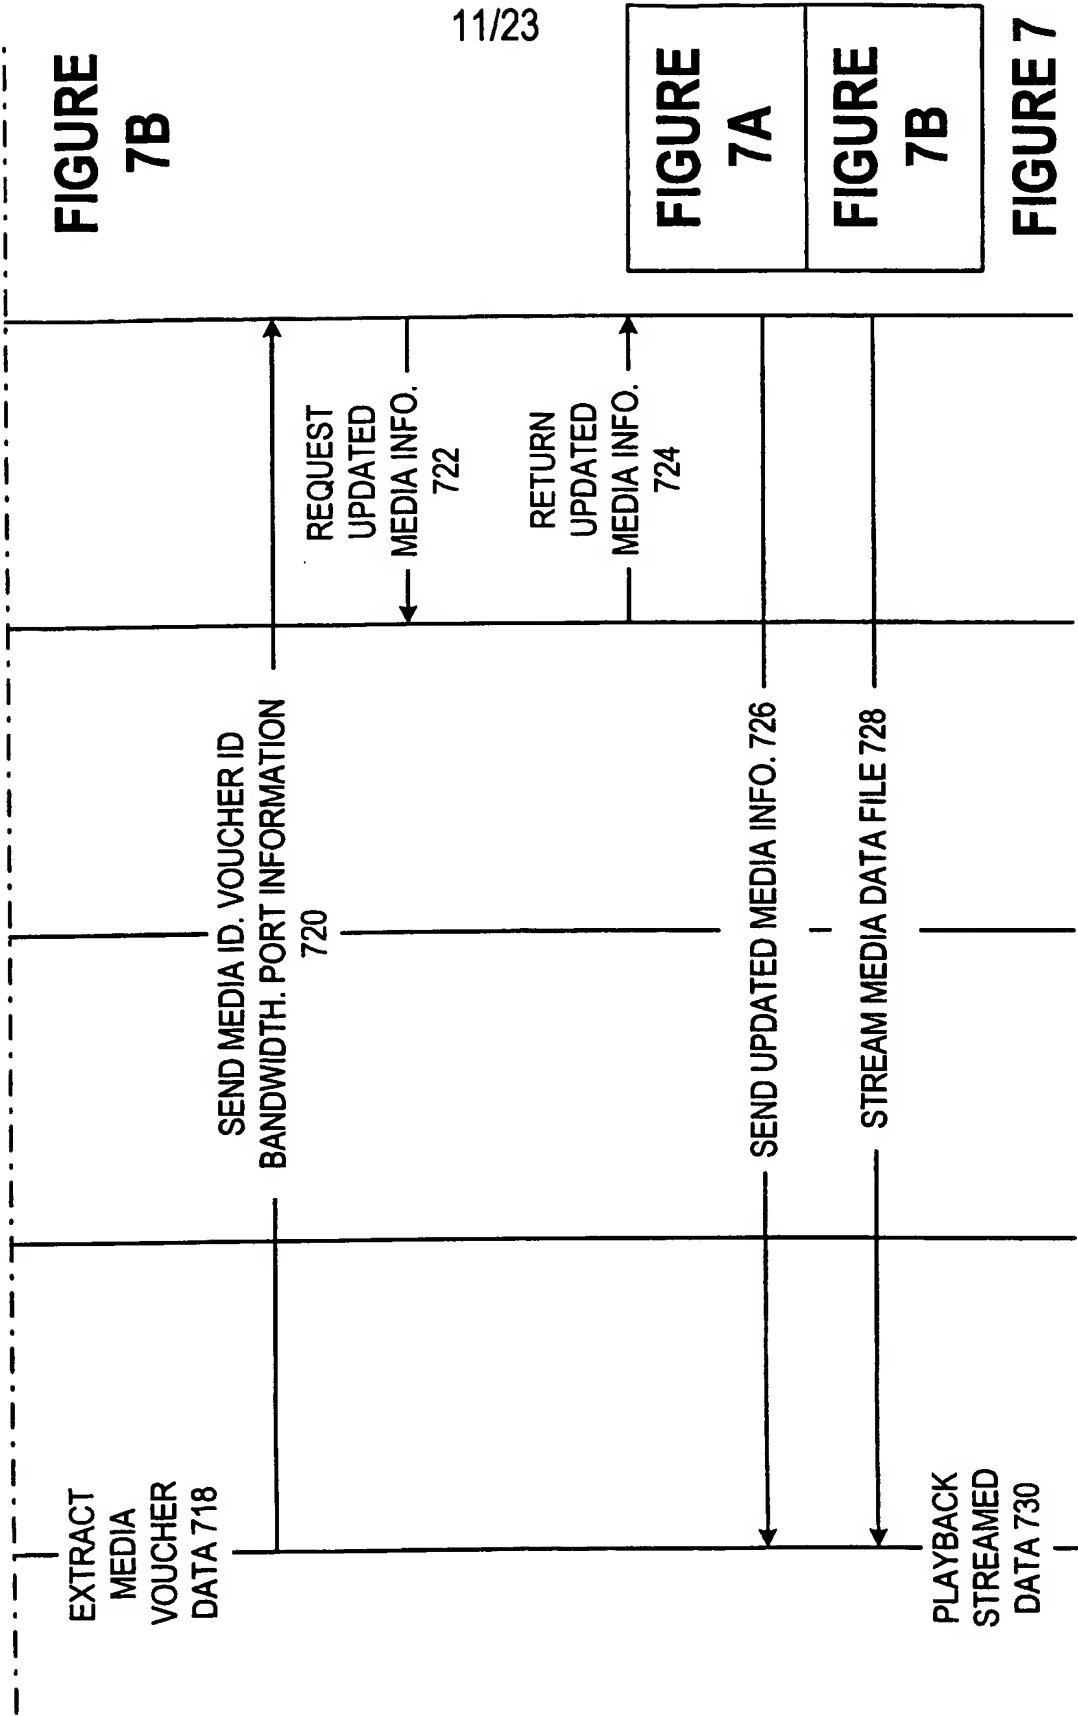 11/23
FIGURE
7B
EXTRACT
MEDIA
VOUCHER
DATA 718
SEND MEDIA ID. VOUCHER ID
BANDWIDTH. PORT INFORMATION
720
REQUEST
UPDATED
MEDIA INFO.
722
RETURN
UPDATED
MEDIA INFO.
724
SEND UPDATED MEDIA INFO. 726
STREAM MEDIA DATA FILE 728
PLAYBACK
STREAMED
DATA 730
FIGURE
7A
FIGURE
7B
FIGURE 7